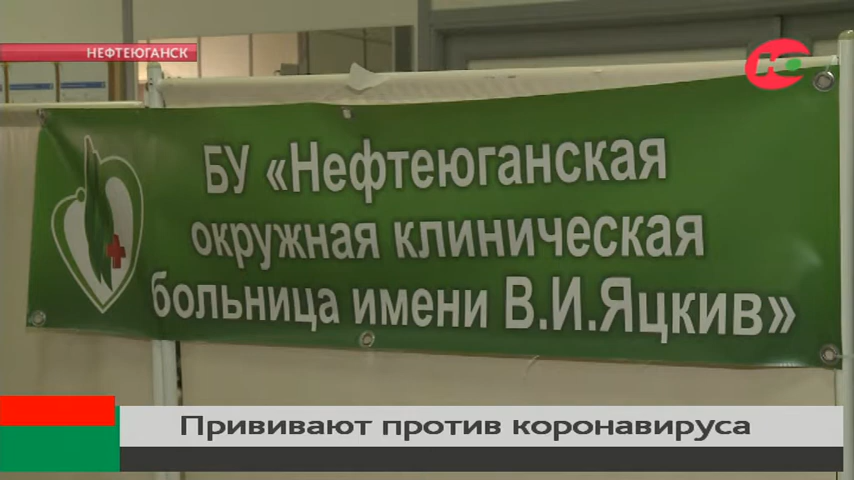 НЕФТЕЮГАНСК
Ю
БУ «Нефтеюганская
окружная клиническая
больница имени В.И.Яцкив»
Прививают против коронавируса